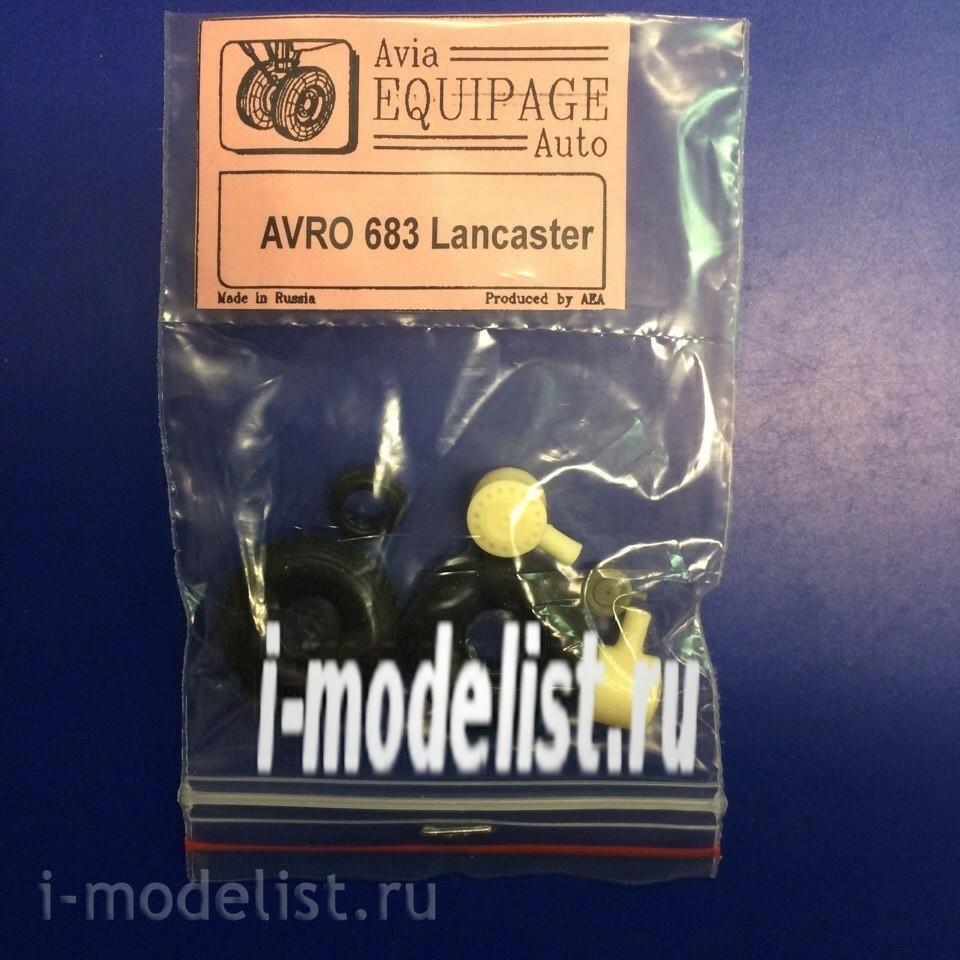 Avia
EQUIPAGE
Auto
AVRO 683 Lancaster
Made in Russia Produced by AEA
i-modelist.ru
i-modelist.ru